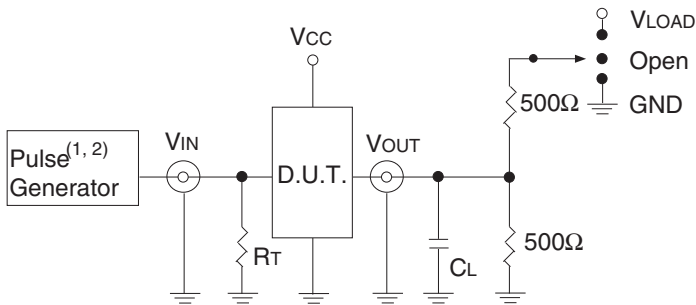 VLOAD
VCC
Open
500Ω
GND
Pulse(1, 2)
Generator
VIN
D.U.T.
VOUT
RT
CL
500Ω